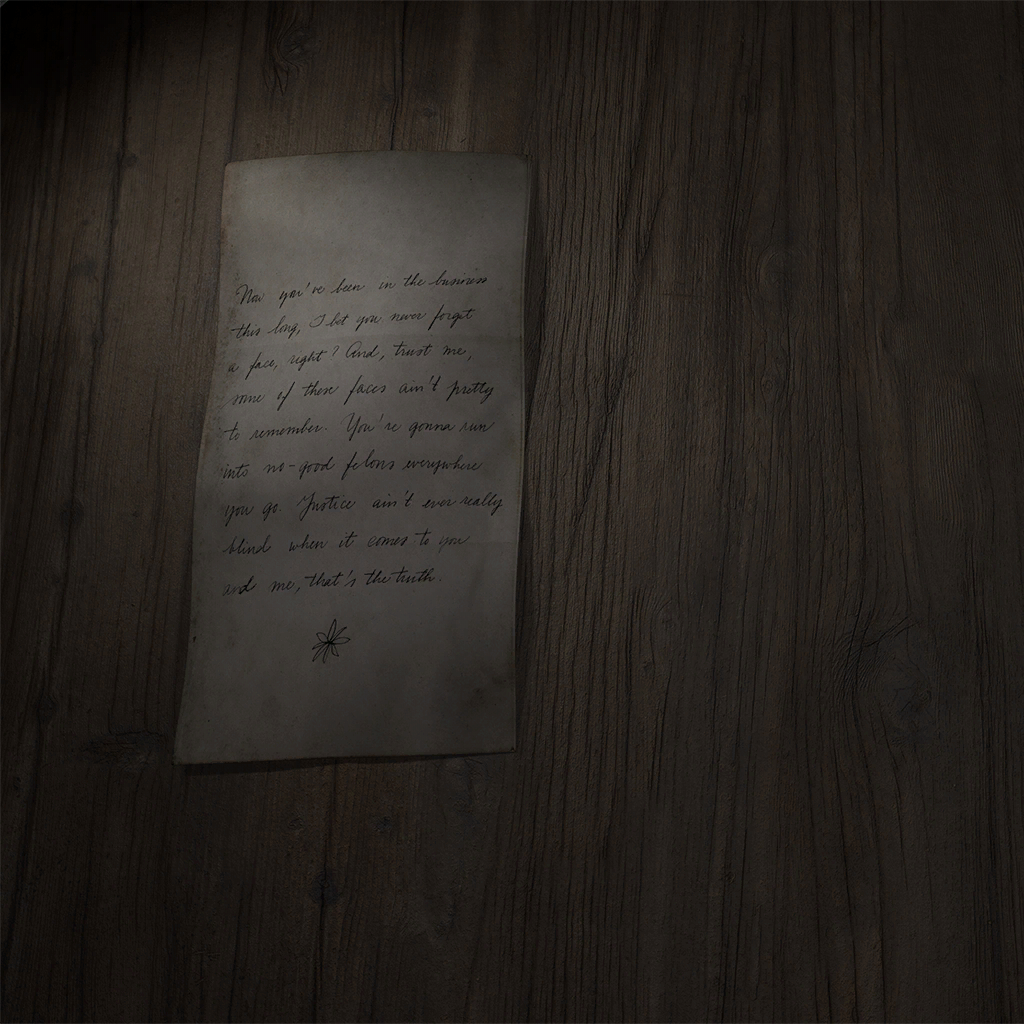 Now you've been in the business
this long, I bet you never forget
a face, right? And, trust me,
some of these faces ain't pretty
to remember. You're gonna run
into no-good felons everywhere
you go. Justice ain't ever really
blind when it comes to you
and me, that's the truth.